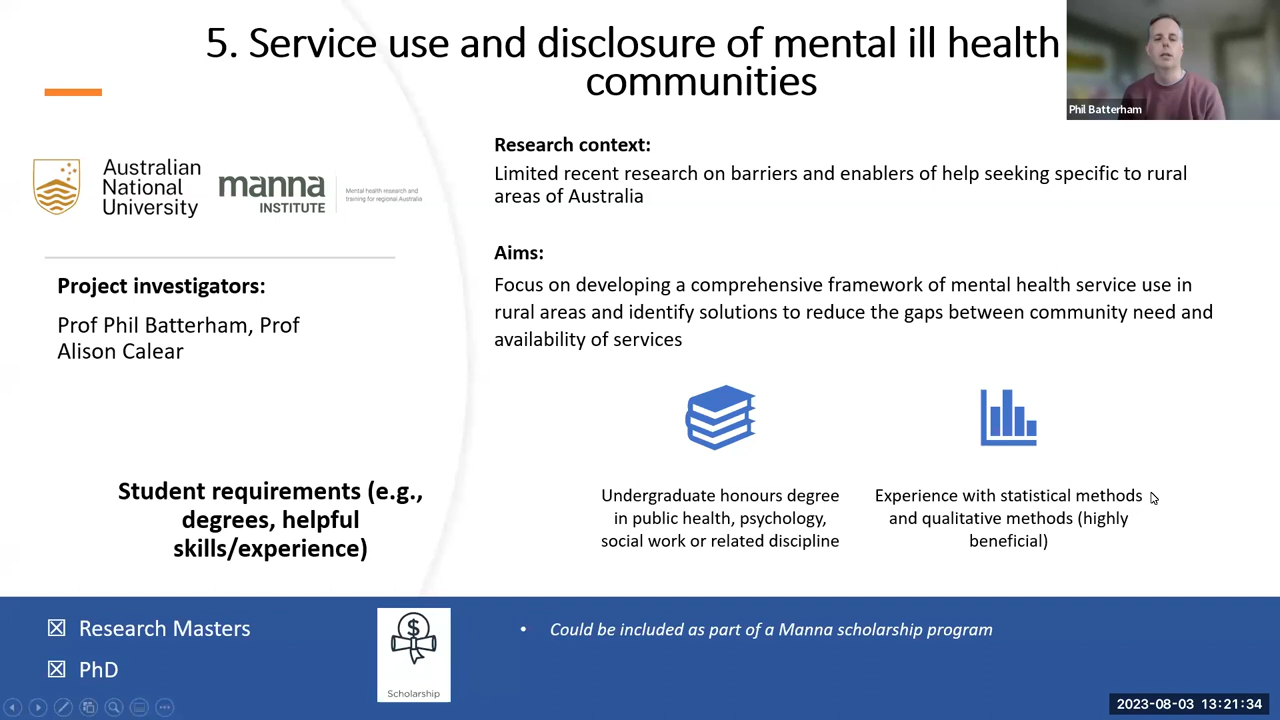 5. Service use and disclosure of mental ill health
communities
Phil Batterham
Research context:
Limited recent research on barriers and enablers of help seeking specific to rural
areas of Australia
Australian
National
University
manna
INSTITUTE
Mental health research and
training for regional Australia
Aims:
Focus on developing a comprehensive framework of mental health service use in
rural areas and identify solutions to reduce the gaps between community need and
availability of services
Project investigators:
Prof Phil Batterham, Prof
Alison Calear
Student requirements (e.g.,
degrees, helpful
skills/experience)
Undergraduate honours degree
in public health, psychology,
social work or related discipline
Experience with statistical methods
and qualitative methods (highly
beneficial)
☒ Research Masters
☒ PhD
$
Scholarship
• Could be included as part of a Manna scholarship program
2023-08-03 13:21:34